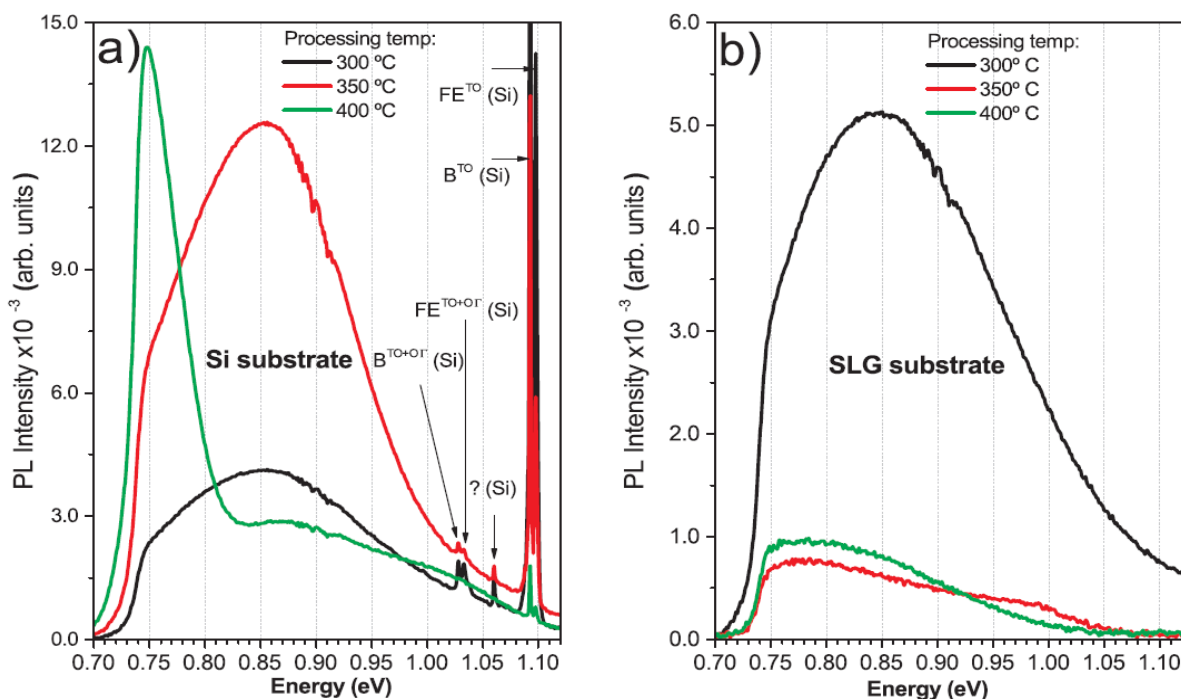 a)
Processing temp:
300 ºC
350 ºC
400 ºC
FE^TO (Si)
B^TO (Si)
FE^TO+OΓ (Si)
B^TO+OΓ (Si)
? (Si)
Si substrate
PL Intensity x10 ⁻³ (arb. units)
15.0
12.0
9.0
6.0
3.0
0.0
0.70 0.75 0.80 0.85 0.90 0.95 1.00 1.05 1.10
Energy (eV)
b)
Processing temp:
300º C
350º C
400º C
SLG substrate
PL Intensity x10 ⁻³ (arb. units)
6.0
5.0
4.0
3.0
2.0
1.0
0.0
0.70 0.75 0.80 0.85 0.90 0.95 1.00 1.05 1.10
Energy (eV)